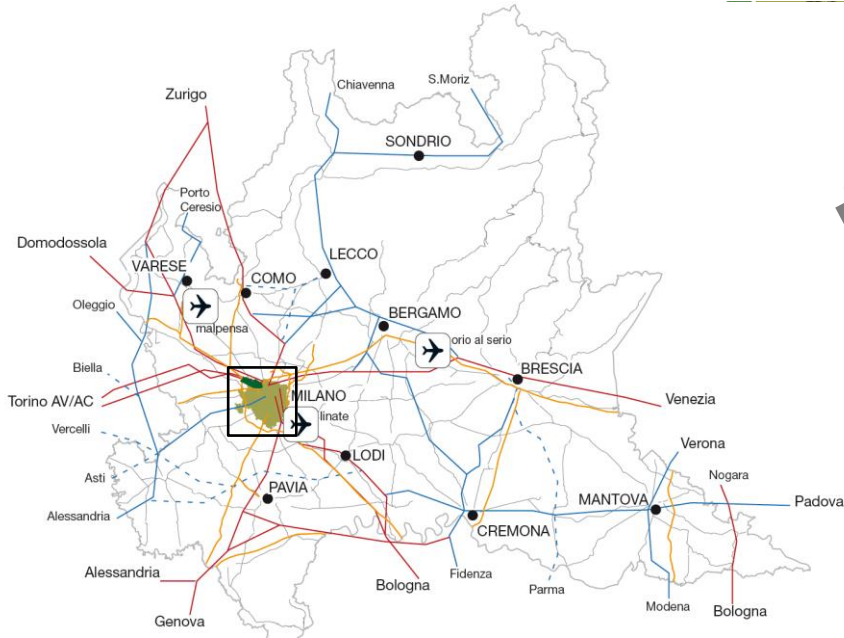 Chiavenna
S.Moriz
Zurigo
SONDRIO
Porto
Ceresio
Domodossola
VARESE
LECCO
COMO
Oleggio
malpensa
BERGAMO
orio al serio
Biella
BRESCIA
Torino AV/AC
MILANO
Venezia
linate
Vercelli
Verona
LODI
Asti
Nogara
PAVIA
MANTOVA
Padova
Alessandria
CREMONA
Alessandria
Bologna
Fidenza
Parma
Genova
Modena
Bologna